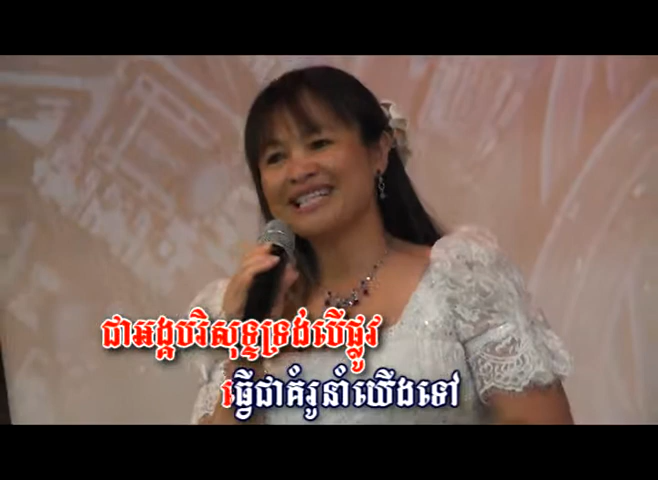 ជាអង្គបរិសុទ្ធទ្រង់បើផ្លូវ
ធ្វើជាគំរូនាំយើងទៅ